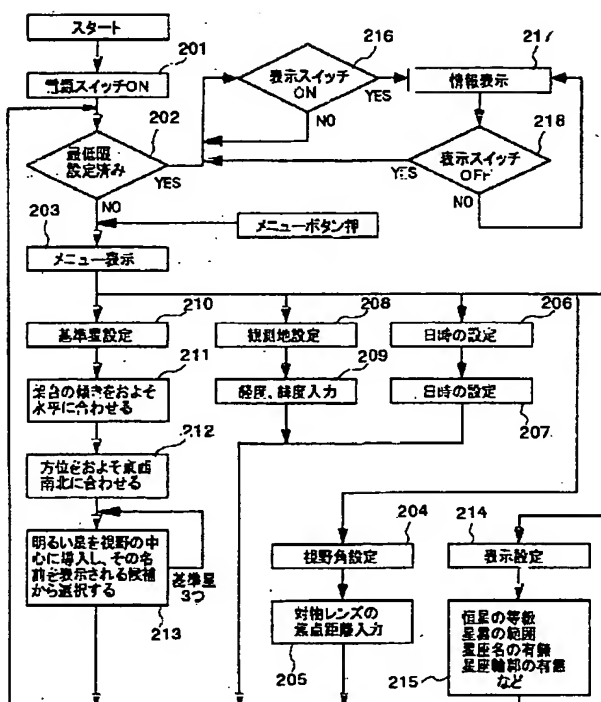 スタート
201
電源スイッチON
202
最低限
設定済み
YES
NO
216
表示スイッチ
ON
YES
NO
217
情報表示
218
表示スイッチ
OFF
YES
NO
203
メニューボタン押
メニュー表示
210
基準星設定
211
架台の傾きをおよそ
水平に合わせる
212
方位をおよそ東西
南北に合わせる
明るい星を視野の中
心に導入し、その名
前を表示される候補
から選択する
213
基準星
3つ
208
観測地設定
209
経度、緯度入力
206
日時の設定
日時の設定
207
204
視野角設定
対物レンズの
焦点距離入力
205
214
表示設定
恒星の等級
星雲の範囲
星座名の有無
星座輪郭の有無
など
215